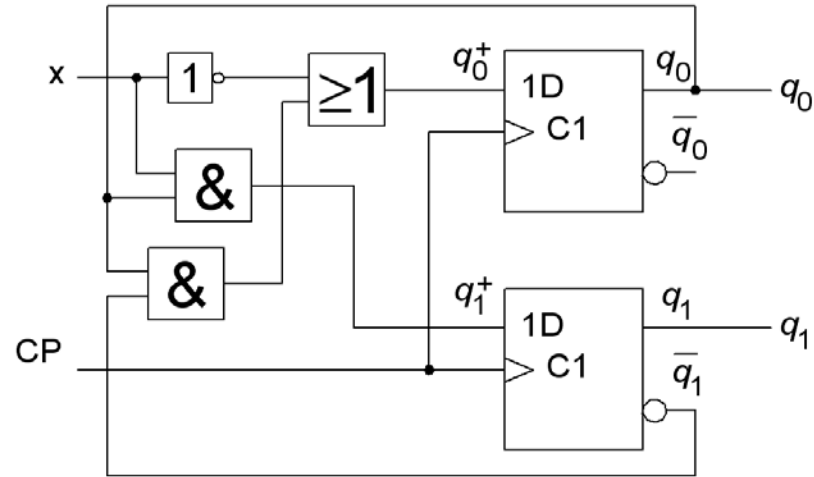 x
1
≥1
q₀⁺
1D
C1
q₀
q̅₀
q₀
&
&
CP
q₁⁺
1D
C1
q₁
q̅₁
q₁